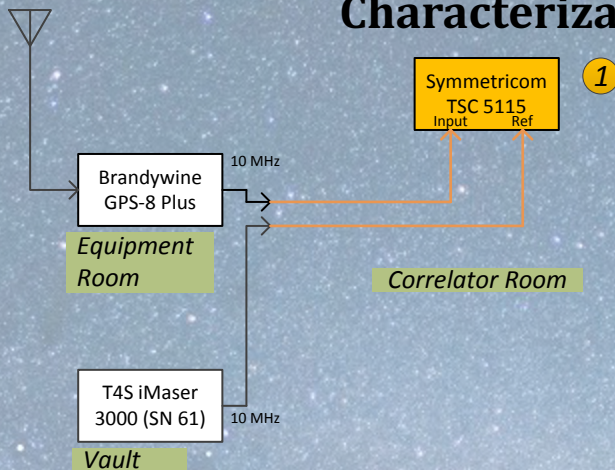 Characteriza
Symmetricom
TSC 5115
Input Ref
1
10 MHz
Brandywine
GPS-8 Plus
Equipment
Room
Correlator Room
T4S iMaser
3000 (SN 61)
10 MHz
Vault